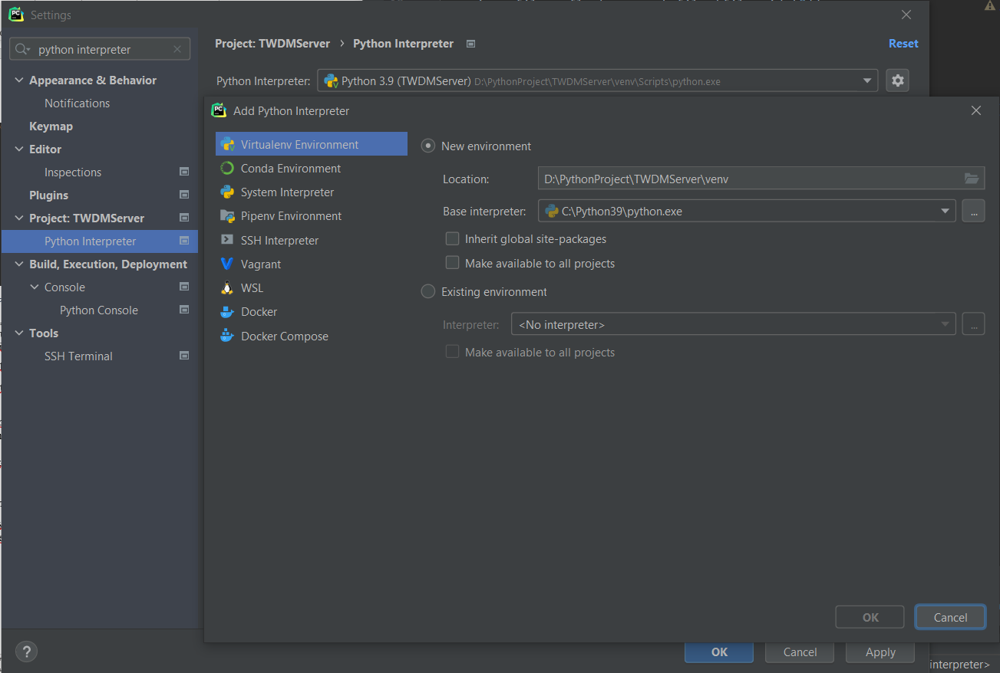 Settings
python interpreter
Appearance & Behavior
Notifications
Keymap
Editor
Inspections
Plugins
Project: TWDMServer
Python Interpreter
Build, Execution, Deployment
Console
Python Console
Tools
SSH Terminal
Project: TWDMServer › Python Interpreter
Reset
Python Interpreter: Python 3.9 (TWDMServer) D:\PythonProject\TWDMServer\venv\Scripts\python.exe
Add Python Interpreter
Virtualenv Environment
Conda Environment
System Interpreter
Pipenv Environment
SSH Interpreter
Vagrant
WSL
Docker
Docker Compose
New environment
Location: D:\PythonProject\TWDMServer\venv
Base interpreter: C:\Python39\python.exe
...
Inherit global site-packages
Make available to all projects
Existing environment
Interpreter: <No interpreter>
...
Make available to all projects
OK
Cancel
?
OK
Cancel
Apply
interpreter>